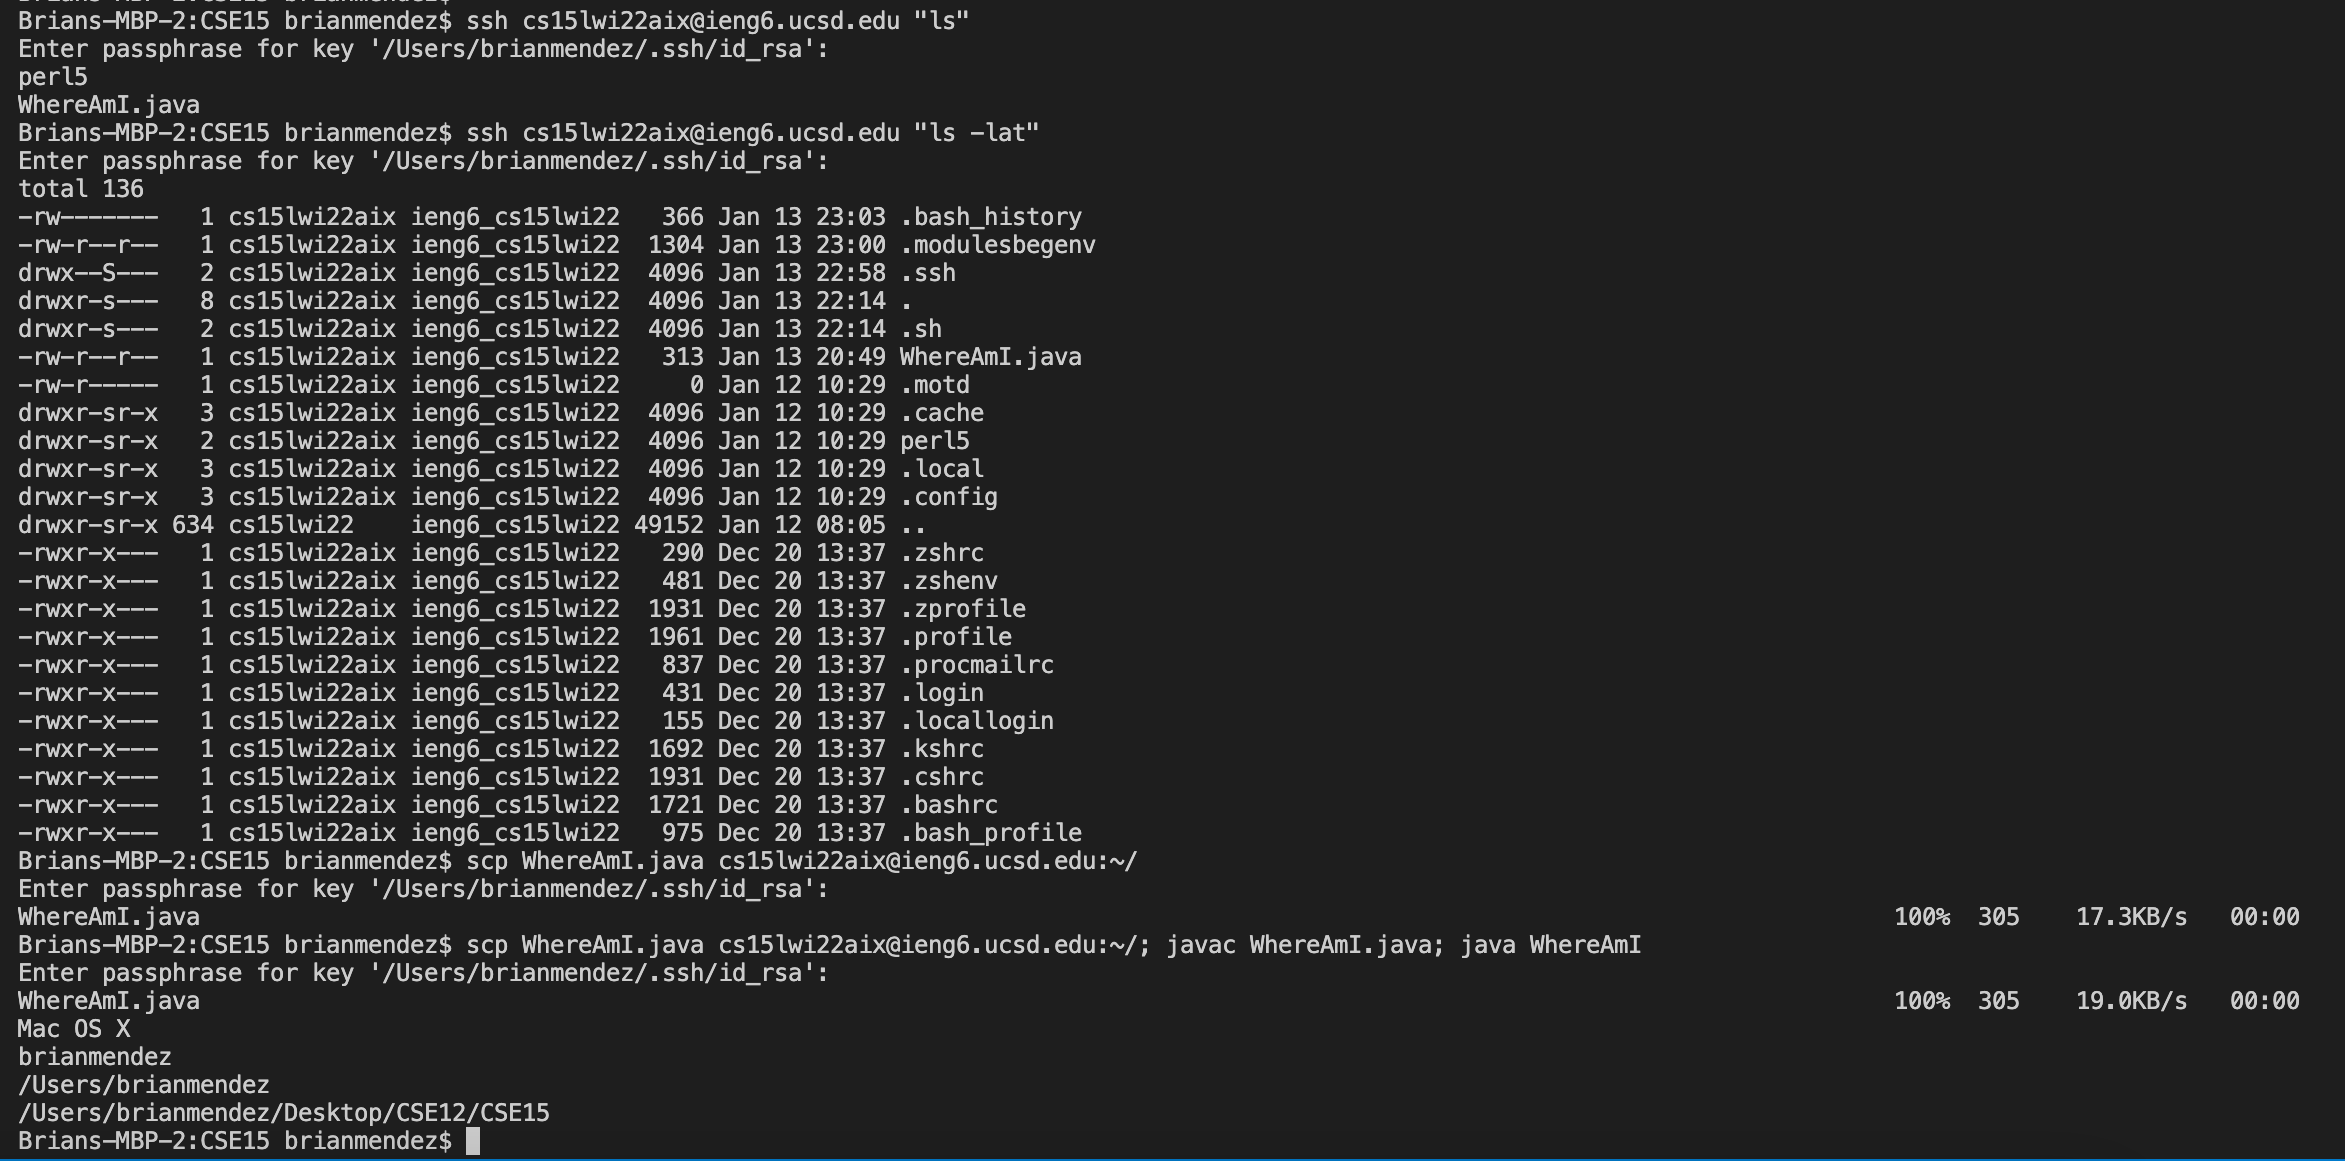 Brians-MBP-2:CSE15 brianmendez$ ssh cs15lwi22aix@ieng6.ucsd.edu "ls"
Enter passphrase for key '/Users/brianmendez/.ssh/id_rsa':
perl5
WhereAmI.java
Brians-MBP-2:CSE15 brianmendez$ ssh cs15lwi22aix@ieng6.ucsd.edu "ls -lat"
Enter passphrase for key '/Users/brianmendez/.ssh/id_rsa':
total 136
-rw-------   1 cs15lwi22aix ieng6_cs15lwi22   366 Jan 13 23:03 .bash_history
-rw-r--r--   1 cs15lwi22aix ieng6_cs15lwi22  1304 Jan 13 23:00 .modulesbegenv
drwx--S---   2 cs15lwi22aix ieng6_cs15lwi22  4096 Jan 13 22:58 .ssh
drwxr-s---   8 cs15lwi22aix ieng6_cs15lwi22  4096 Jan 13 22:14 .
drwxr-s---   2 cs15lwi22aix ieng6_cs15lwi22  4096 Jan 13 22:14 .sh
-rw-r--r--   1 cs15lwi22aix ieng6_cs15lwi22   313 Jan 13 20:49 WhereAmI.java
-rw-r-----   1 cs15lwi22aix ieng6_cs15lwi22     0 Jan 12 10:29 .motd
drwxr-sr-x   3 cs15lwi22aix ieng6_cs15lwi22  4096 Jan 12 10:29 .cache
drwxr-sr-x   2 cs15lwi22aix ieng6_cs15lwi22  4096 Jan 12 10:29 perl5
drwxr-sr-x   3 cs15lwi22aix ieng6_cs15lwi22  4096 Jan 12 10:29 .local
drwxr-sr-x   3 cs15lwi22aix ieng6_cs15lwi22  4096 Jan 12 10:29 .config
drwxr-sr-x 634 cs15lwi22    ieng6_cs15lwi22 49152 Jan 12 08:05 ..
-rwxr-x---   1 cs15lwi22aix ieng6_cs15lwi22   290 Dec 20 13:37 .zshrc
-rwxr-x---   1 cs15lwi22aix ieng6_cs15lwi22   481 Dec 20 13:37 .zshenv
-rwxr-x---   1 cs15lwi22aix ieng6_cs15lwi22  1931 Dec 20 13:37 .zprofile
-rwxr-x---   1 cs15lwi22aix ieng6_cs15lwi22  1961 Dec 20 13:37 .profile
-rwxr-x---   1 cs15lwi22aix ieng6_cs15lwi22   837 Dec 20 13:37 .procmailrc
-rwxr-x---   1 cs15lwi22aix ieng6_cs15lwi22   431 Dec 20 13:37 .login
-rwxr-x---   1 cs15lwi22aix ieng6_cs15lwi22   155 Dec 20 13:37 .locallogin
-rwxr-x---   1 cs15lwi22aix ieng6_cs15lwi22  1692 Dec 20 13:37 .kshrc
-rwxr-x---   1 cs15lwi22aix ieng6_cs15lwi22  1931 Dec 20 13:37 .cshrc
-rwxr-x---   1 cs15lwi22aix ieng6_cs15lwi22  1721 Dec 20 13:37 .bashrc
-rwxr-x---   1 cs15lwi22aix ieng6_cs15lwi22   975 Dec 20 13:37 .bash_profile
Brians-MBP-2:CSE15 brianmendez$ scp WhereAmI.java cs15lwi22aix@ieng6.ucsd.edu:~/
Enter passphrase for key '/Users/brianmendez/.ssh/id_rsa':
WhereAmI.java 100%  305    17.3KB/s   00:00
Brians-MBP-2:CSE15 brianmendez$ scp WhereAmI.java cs15lwi22aix@ieng6.ucsd.edu:~/; javac WhereAmI.java; java WhereAmI
Enter passphrase for key '/Users/brianmendez/.ssh/id_rsa':
WhereAmI.java 100%  305    19.0KB/s   00:00
Mac OS X
brianmendez
/Users/brianmendez
/Users/brianmendez/Desktop/CSE12/CSE15
Brians-MBP-2:CSE15 brianmendez$